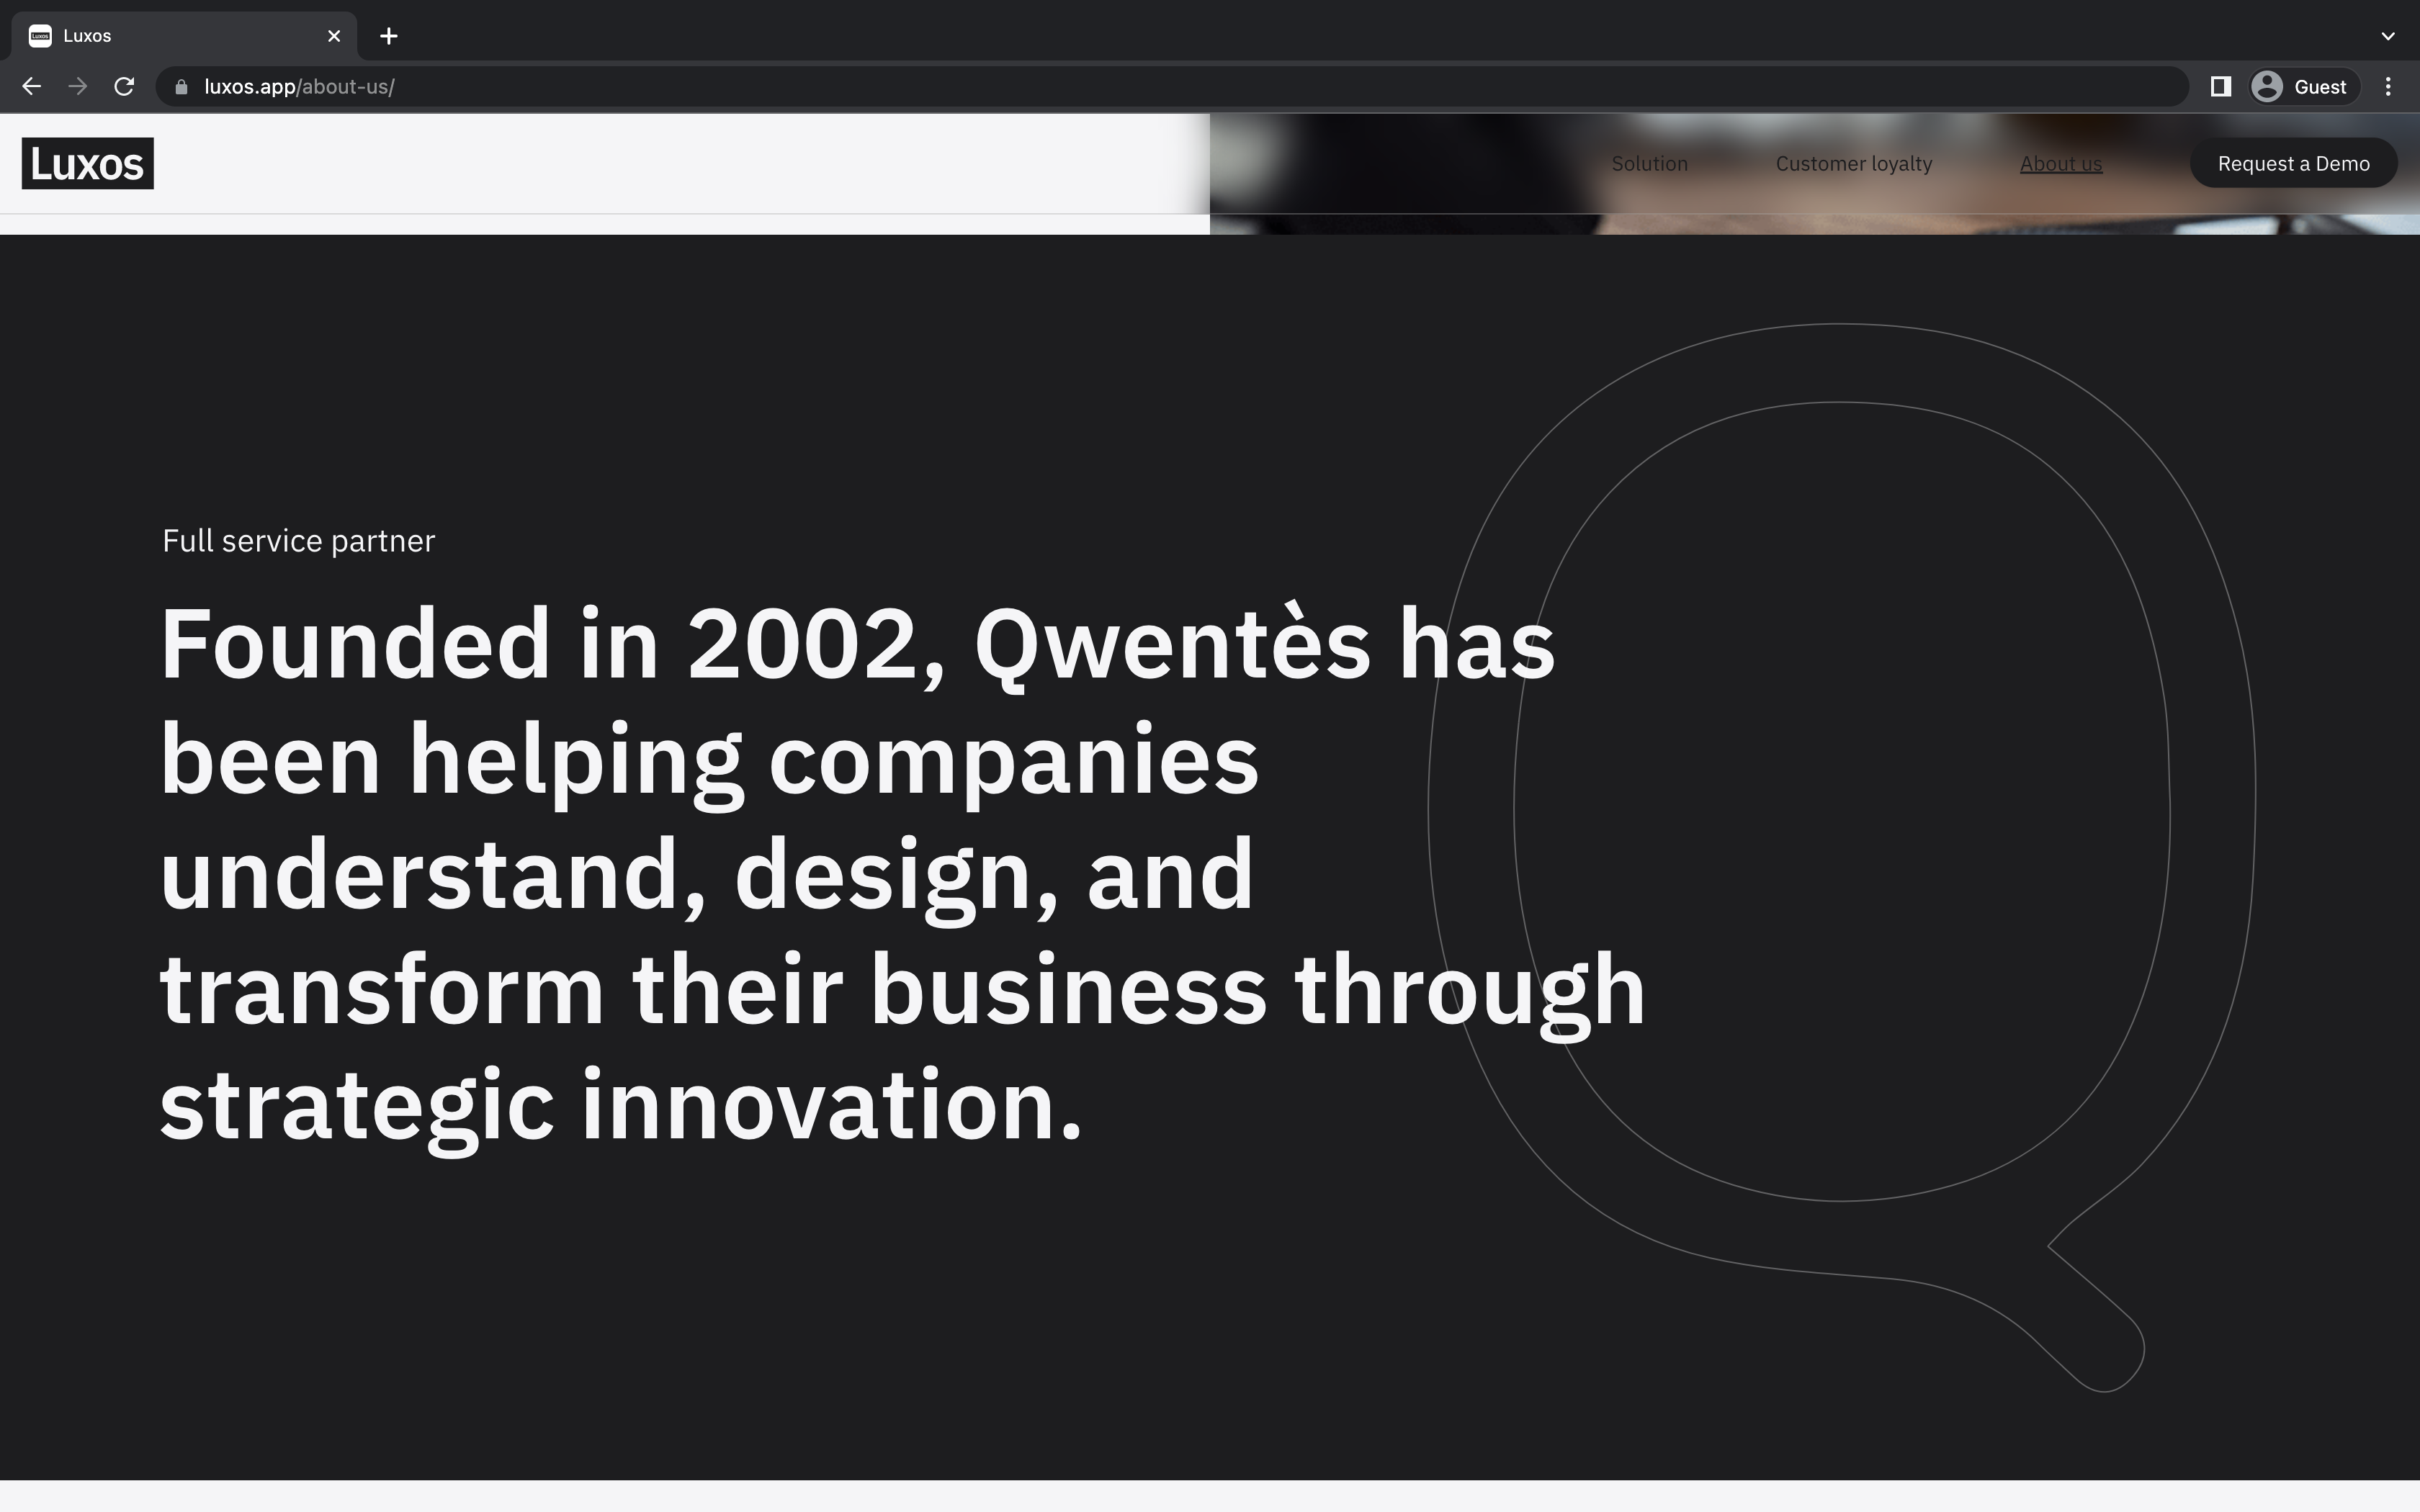 Luxos
luxos.app/about-us/
Guest
Luxos
Solution
Customer loyalty
About us
Request a Demo
Full service partner
Founded in 2002, Qwentès has
been helping companies
understand, design, and
transform their business through
strategic innovation.